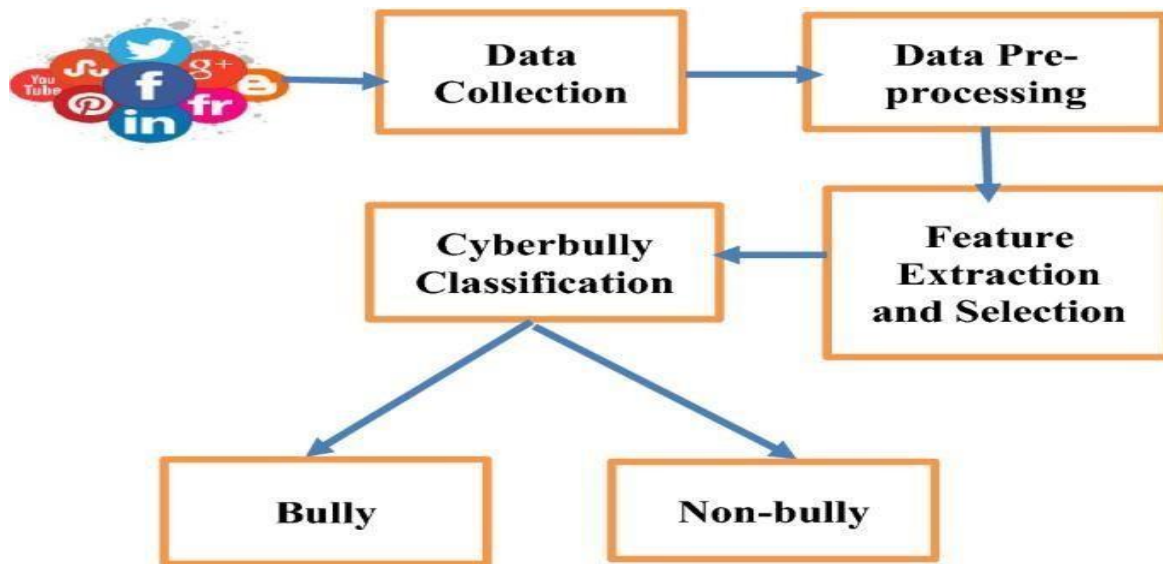 You
Tube
g+
f
fr
in
Data
Collection
Data Pre-
processing
Cyberbully
Classification
Feature
Extraction
and Selection
Bully
Non-bully